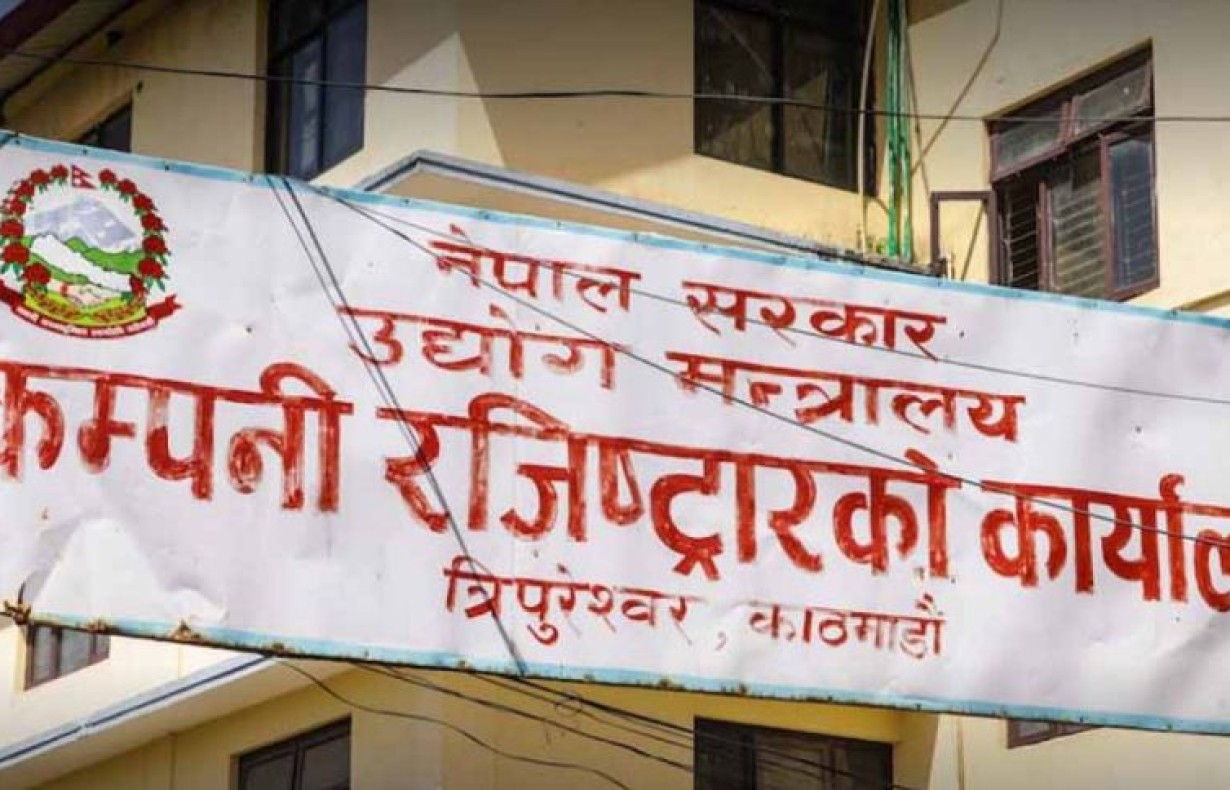 नेपाल सरकार
उद्योग मन्त्रालय
कम्पनी रजिष्ट्रारको कार्याल
त्रिपुरेश्वर, काठमाडौं